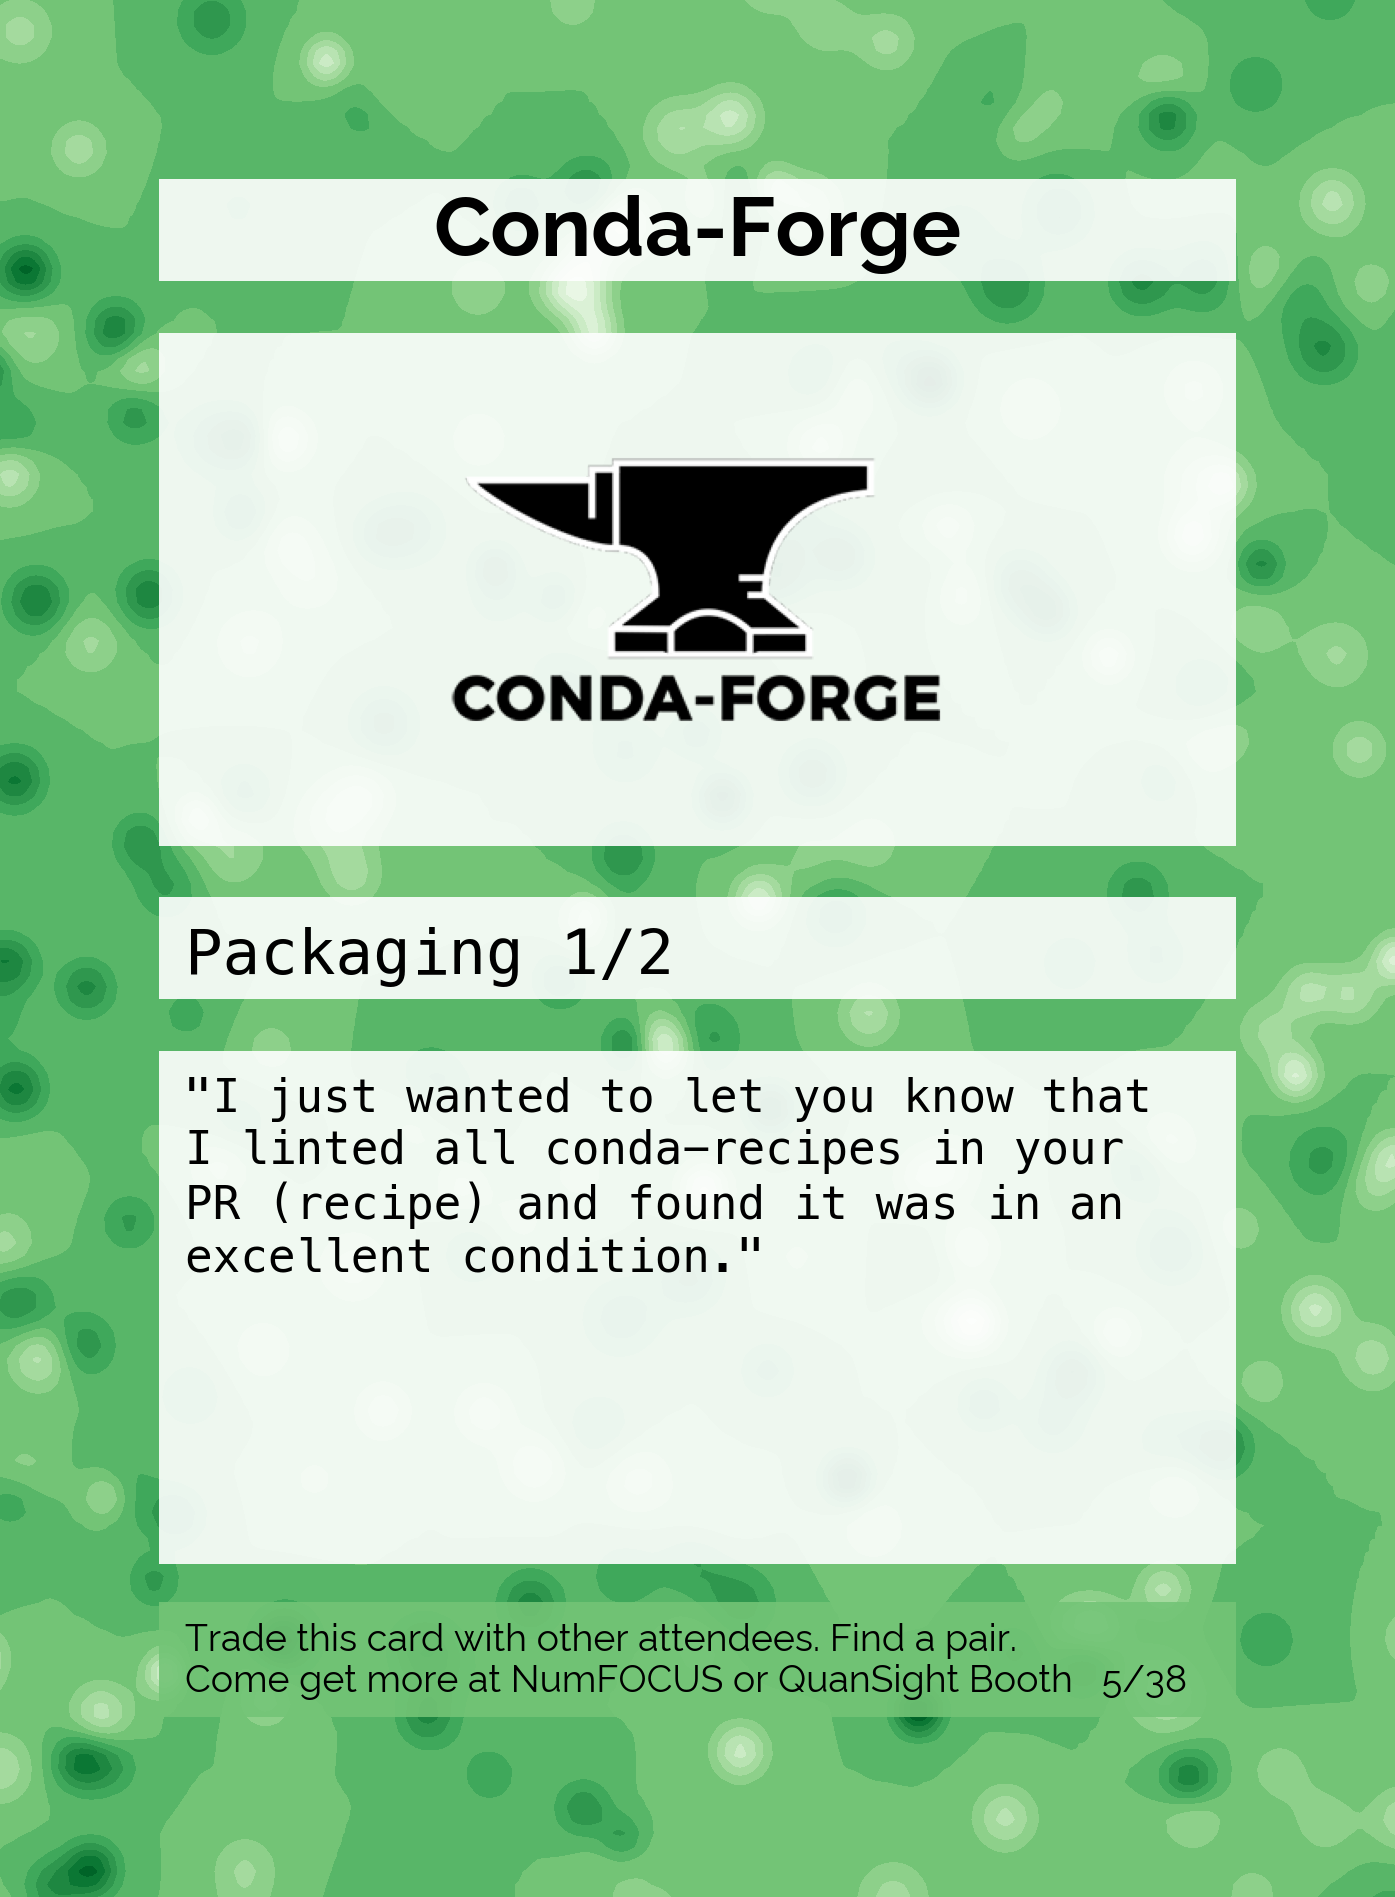 Conda-Forge
CONDA-FORGE
Packaging 1/2
"I just wanted to let you know that
I linted all conda-recipes in your
PR (recipe) and found it was in an
excellent condition."
Trade this card with other attendees. Find a pair.
Come get more at NumFOCUS or QuanSight Booth 5/38